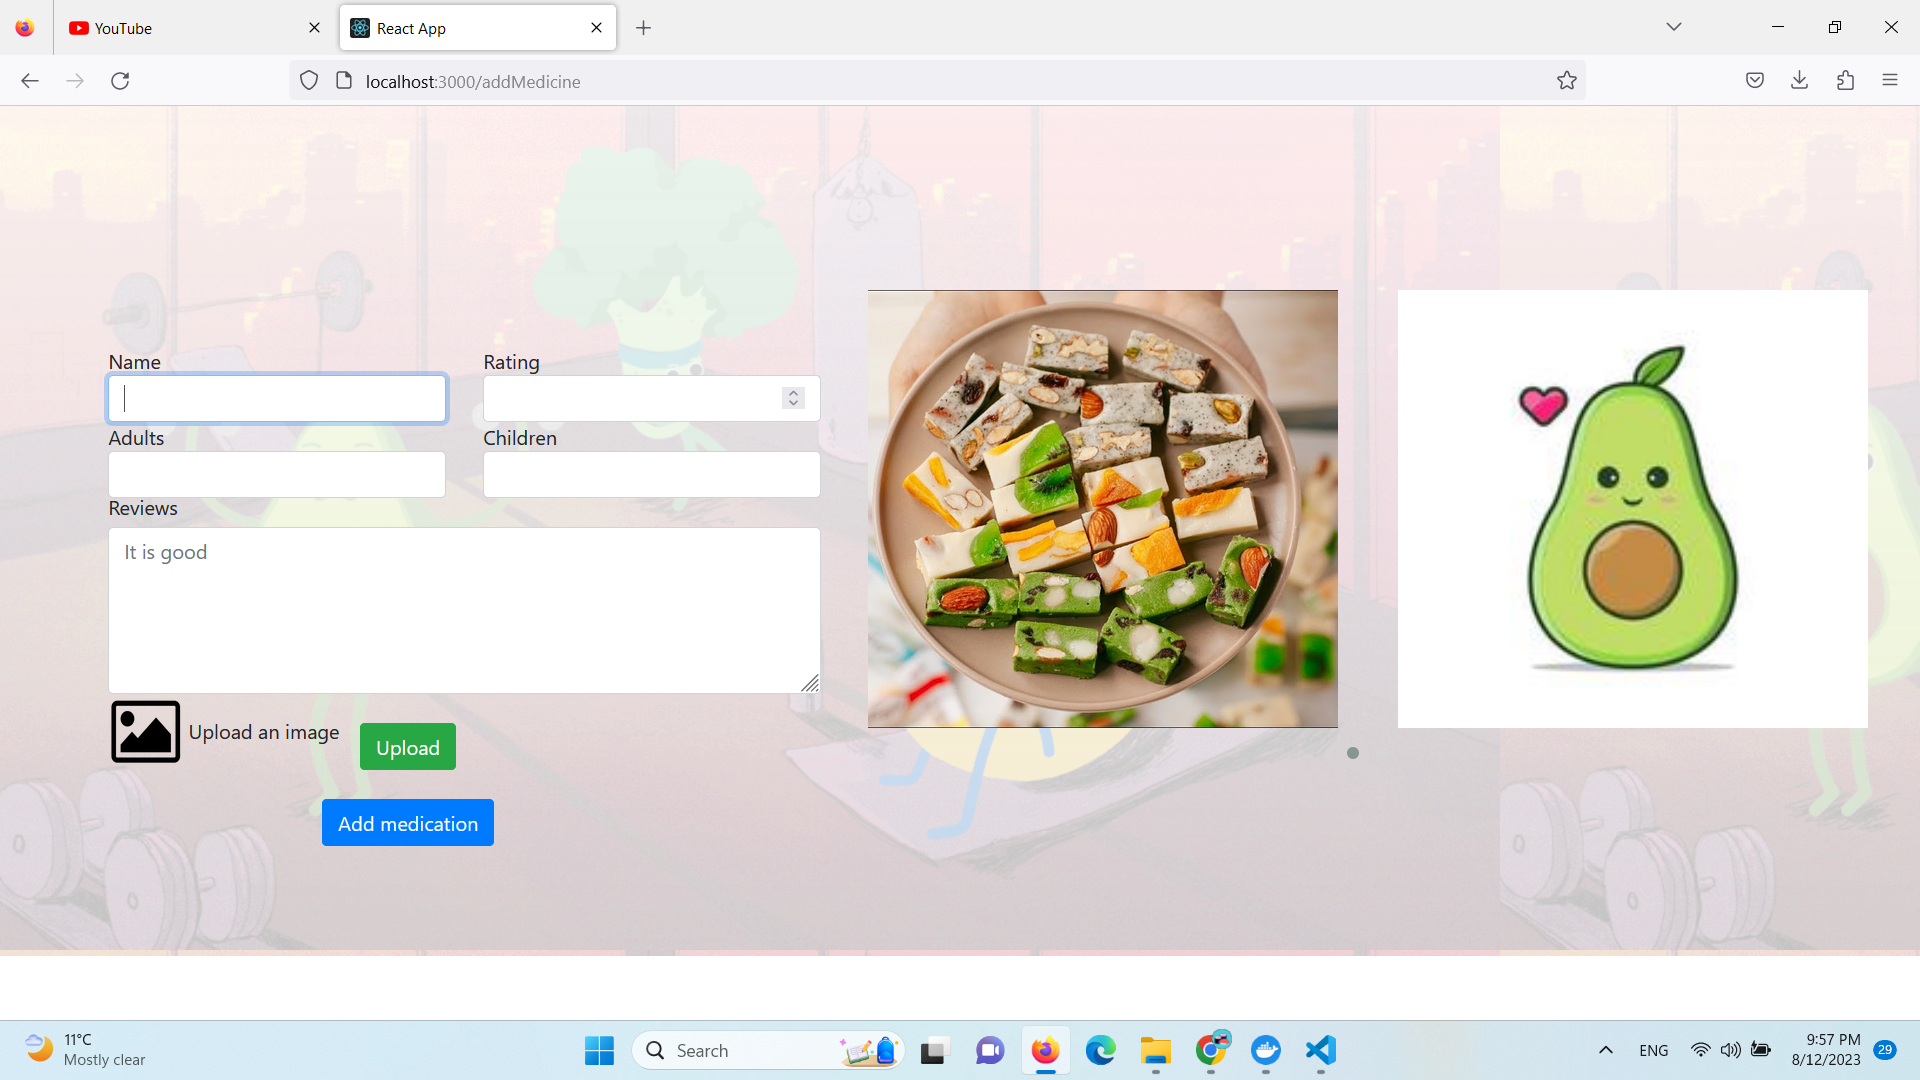 YouTube
React App
localhost:3000/addMedicine
Name
Rating
Adults
Children
Reviews
It is good
Upload an image
Upload
Add medication
11°C
Mostly clear
Search
ENG
9:57 PM
8/12/2023
29